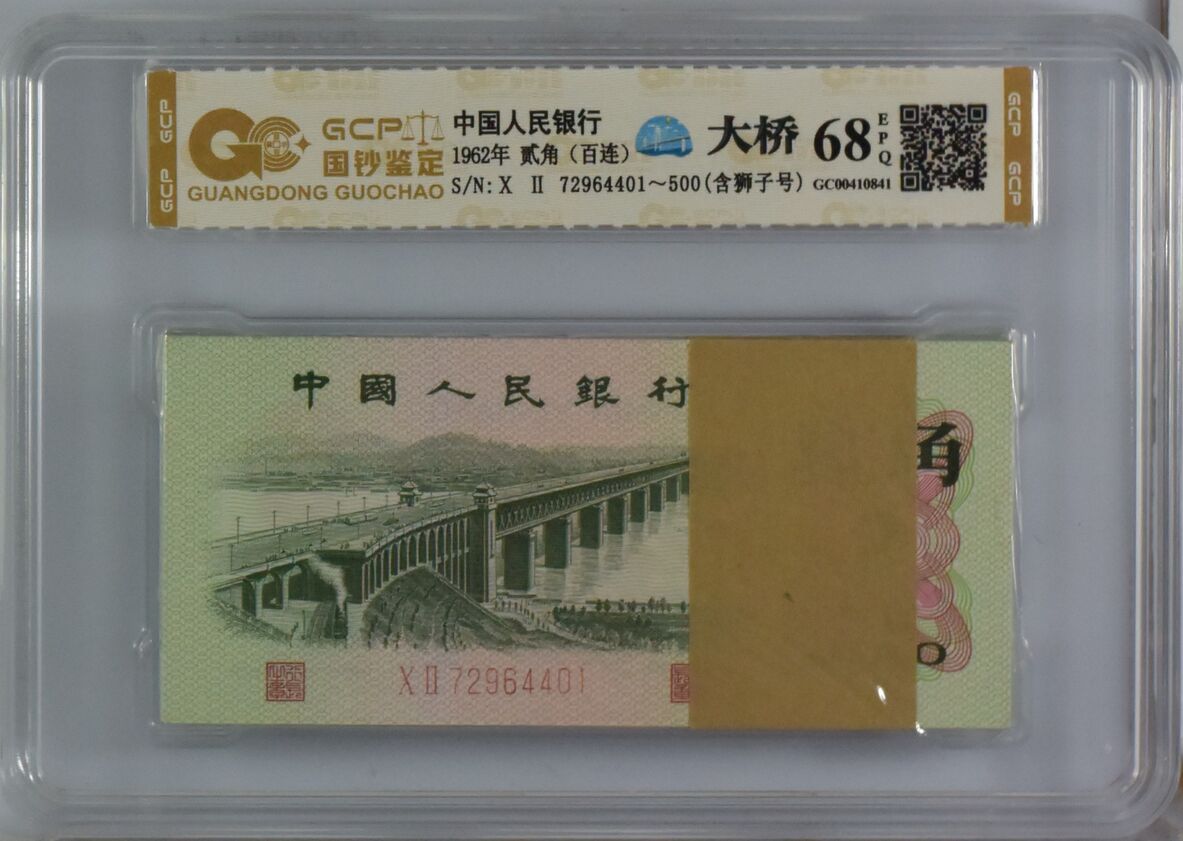 GCP
GCP
GCP
国钞鉴定
GUANGDONG GUOCHAO
中国人民银行
1962年 贰角（百连）
S/N: X Ⅱ 72964401～500(含狮子号)
大桥
68
EPQ
GC00410841
GCP
GCP
中國人民銀行
角
XⅡ72964401